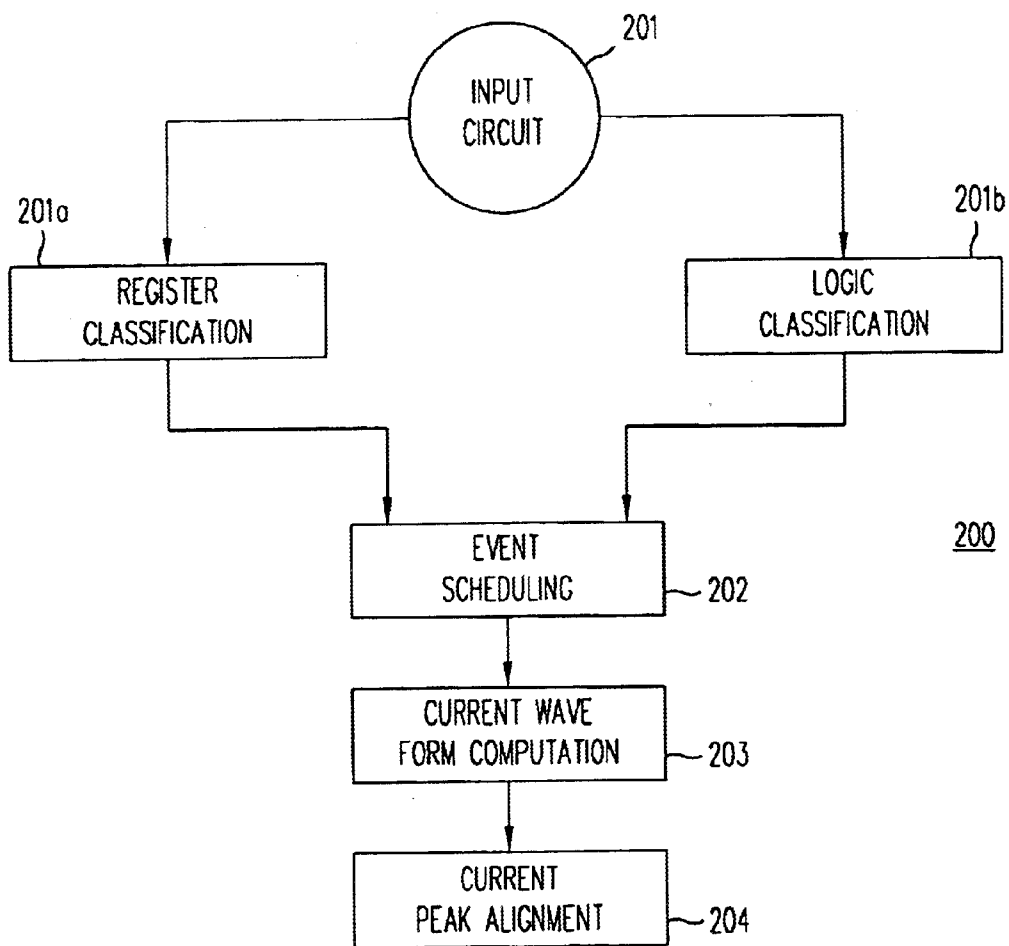 201
INPUT
CIRCUIT
201a
201b
REGISTER
CLASSIFICATION
LOGIC
CLASSIFICATION
EVENT
SCHEDULING
202
200
CURRENT WAVE
FORM COMPUTATION
203
CURRENT
PEAK ALIGNMENT
204